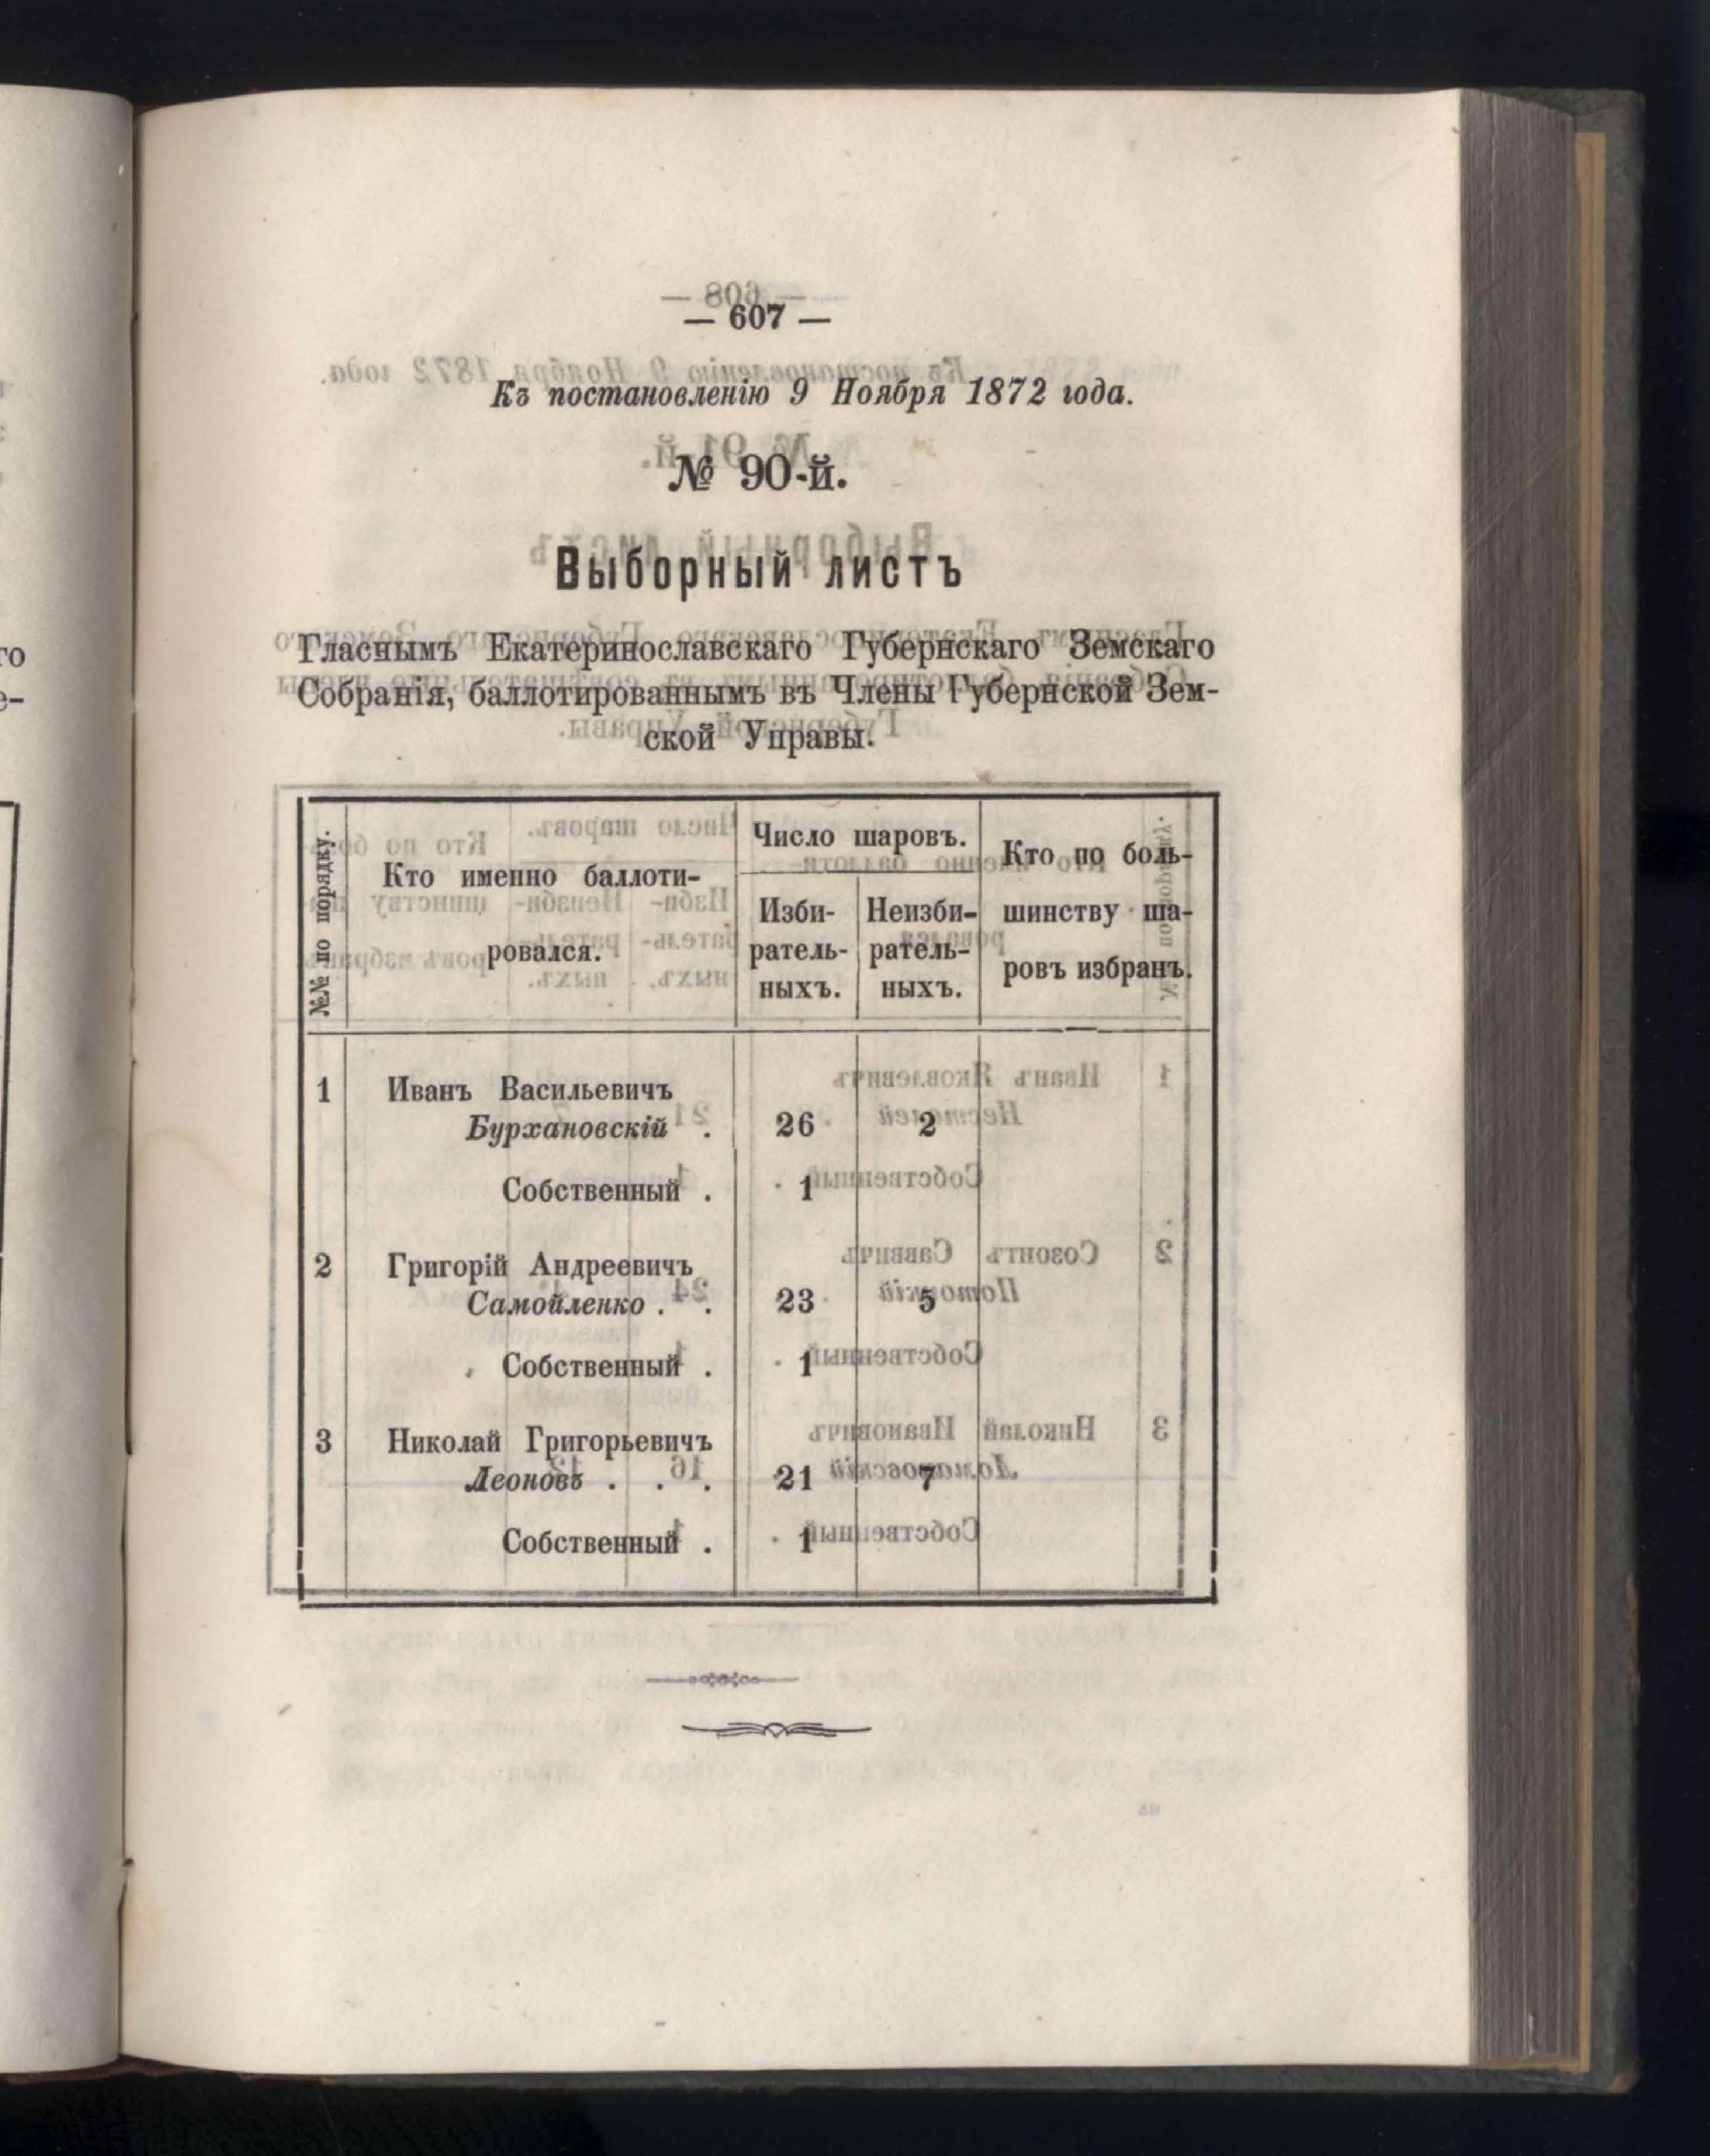 — 607 —
Къ постановленію 9 Ноября 1872 года.
№ 90-й.
Выборный листъ
Гласнымъ Екатеринославскаго Губернскаго Земскаго
Собранія, баллотированнымъ въ Члены Губернской Зем-
ской Управы.
№№ по порядку.
Кто именно баллоти-
ровался.
Число шаровъ.
Изби-
ратель-
ныхъ.
Неизби-
ратель-
ныхъ.
Кто по боль-
шинству ша-
ровъ избранъ.
1 Иванъ Васильевичъ
Бурхановскій . 26 2
Собственный . 1
2 Григорій Андреевичъ
Самойленко . . 23 5
Собственный . 1
3 Николай Григорьевичъ
Леоновъ . . . 21 7
Собственный . 1